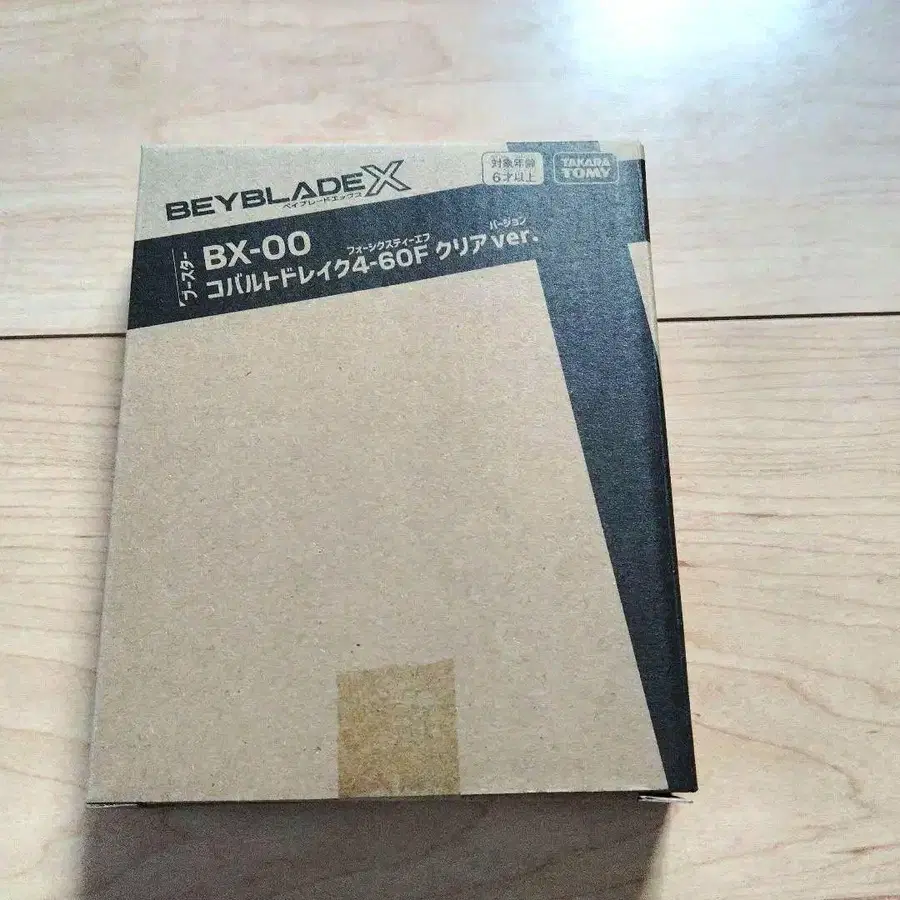 対象年齢
6才以上
TAKARA
TOMY
BEYBLADE X
ベイブレードエックス
ブースター
BX-00
フォーシックスティーエフ
バージョン
コバルトドレイク4-60F クリアver.